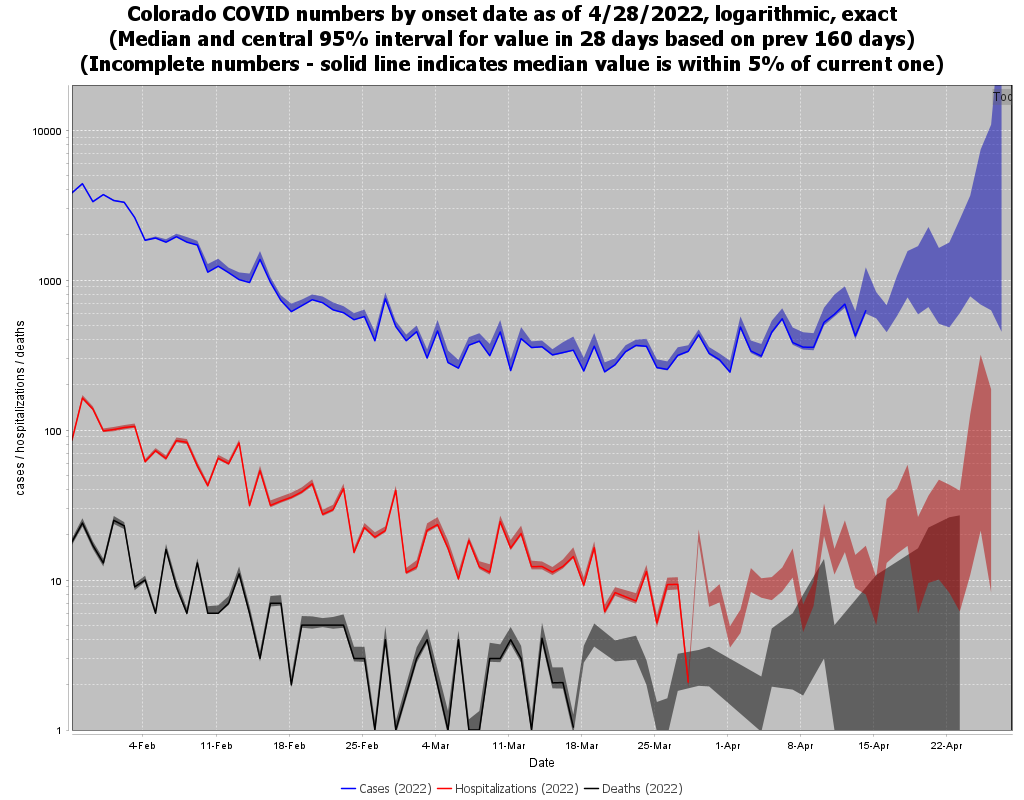 Colorado COVID numbers by onset date as of 4/28/2022, logarithmic, exact
(Median and central 95% interval for value in 28 days based on prev 160 days)
(Incomplete numbers - solid line indicates median value is within 5% of current one)
10000
1000
100
10
1
cases / hospitalizations / deaths
4-Feb 11-Feb 18-Feb 25-Feb 4-Mar 11-Mar 18-Mar 25-Mar 1-Apr 8-Apr 15-Apr 22-Apr
Date
Cases (2022) Hospitalizations (2022) Deaths (2022)